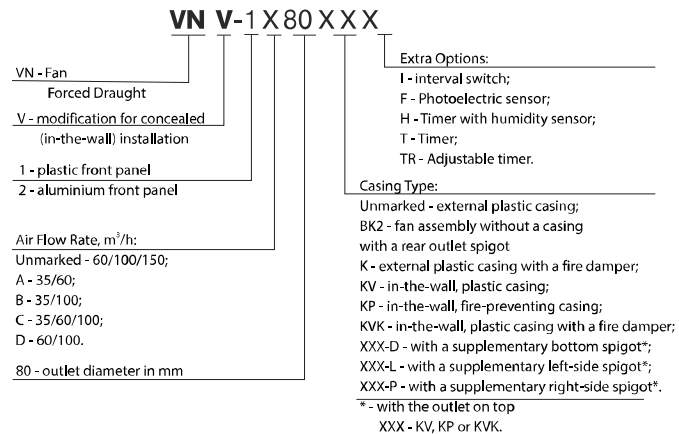 VN V-1 X 80 X X X
VN - Fan
Forced Draught
V - modification for concealed
(in-the-wall) installation
1 - plastic front panel
2 - aluminium front panel
Air Flow Rate, m³/h:
Unmarked - 60/100/150;
A - 35/60;
B - 35/100;
C - 35/60/100;
D - 60/100.
80 - outlet diameter in mm
Extra Options:
I - interval switch;
F - Photoelectric sensor;
H - Timer with humidity sensor;
T - Timer;
TR - Adjustable timer.
Casing Type:
Unmarked - external plastic casing;
BK2 - fan assembly without a casing
with a rear outlet spigot
K - external plastic casing with a fire damper;
KV - in-the-wall, plastic casing;
KP - in-the-wall, fire-preventing casing;
KVK - in-the-wall, plastic casing with a fire damper;
XXX-D - with a supplementary bottom spigot*;
XXX-L - with a supplementary left-side spigot*;
XXX-P - with a supplementary right-side spigot*.
* - with the outlet on top
XXX - KV, KP or KVK.